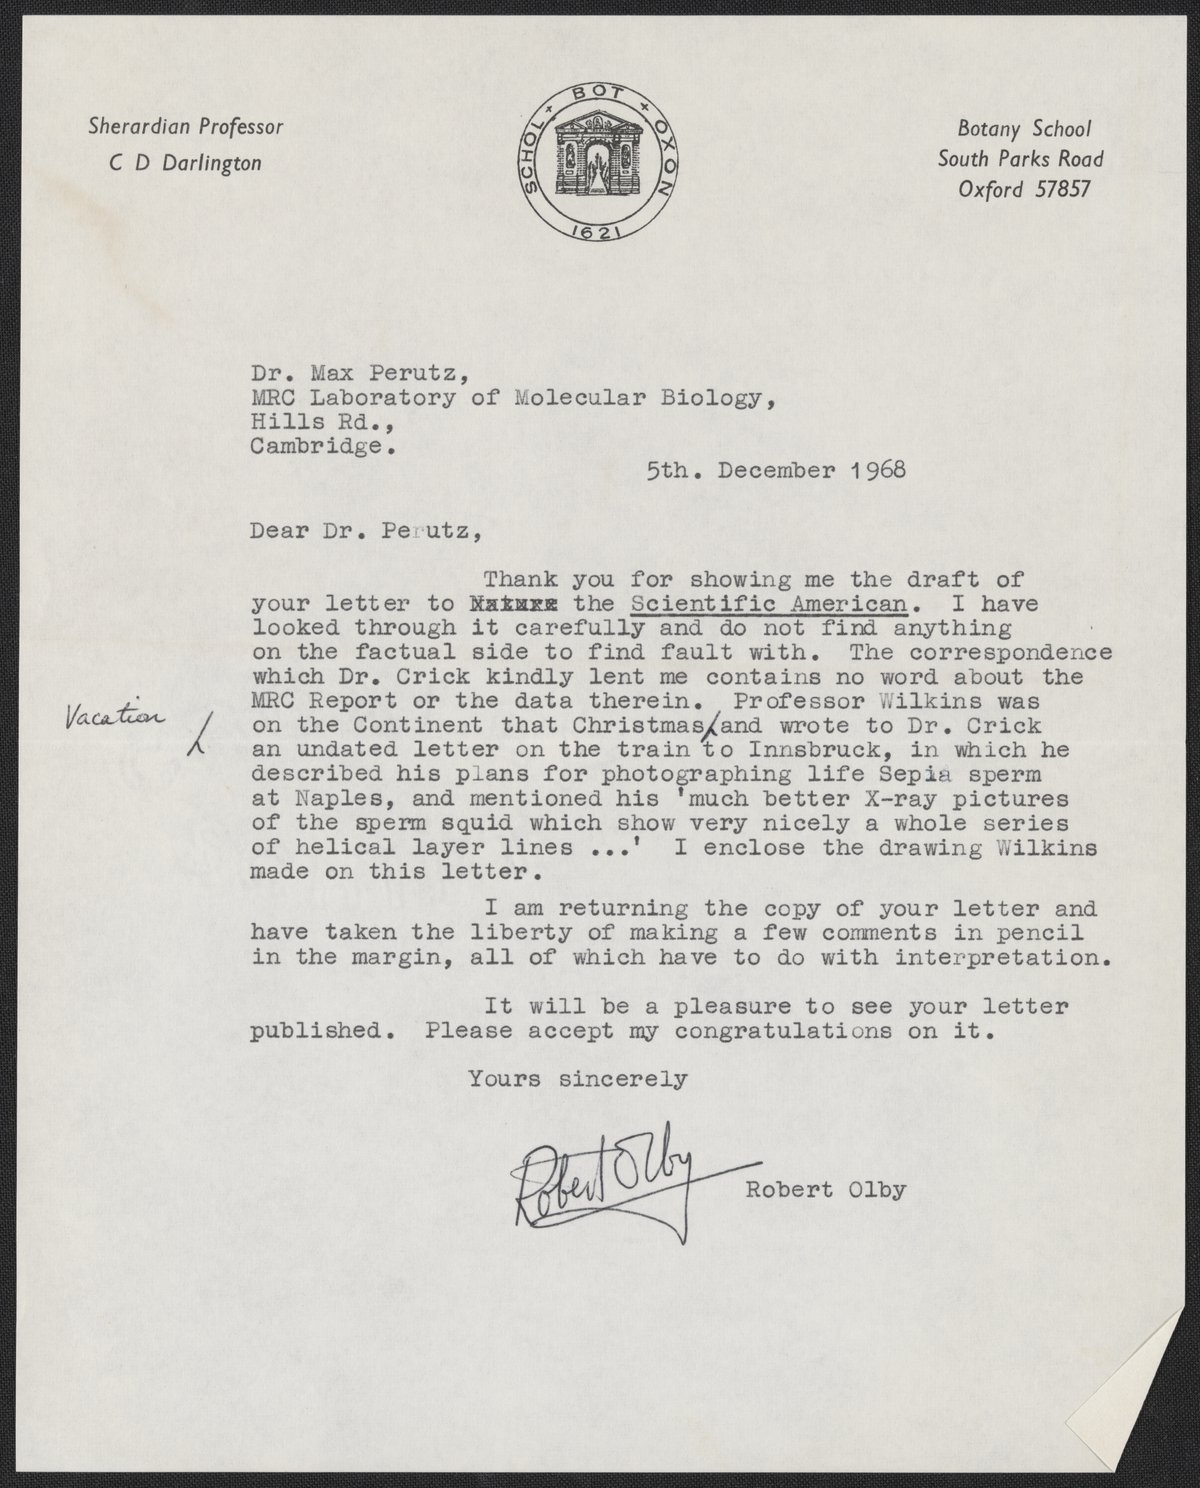 Sherardian Professor
C D Darlington
SCHOL + BOT + OXON
1621
Botany School
South Parks Road
Oxford 57857
Dr. Max Perutz,
MRC Laboratory of Molecular Biology,
Hills Rd.,
Cambridge.
5th. December 1968
Dear Dr. Perutz,
Thank you for showing me the draft of
your letter to Nature the Scientific American. I have
looked through it carefully and do not find anything
on the factual side to find fault with. The correspondence
which Dr. Crick kindly lent me contains no word about the
MRC Report or the data therein. Professor Wilkins was
Vacation
on the Continent that Christmas and wrote to Dr. Crick
an undated letter on the train to Innsbruck, in which he
described his plans for photographing life Sepia sperm
at Naples, and mentioned his 'much better X-ray pictures
of the sperm squid which show very nicely a whole series
of helical layer lines ...' I enclose the drawing Wilkins
made on this letter.
I am returning the copy of your letter and
have taken the liberty of making a few comments in pencil
in the margin, all of which have to do with interpretation.
It will be a pleasure to see your letter
published. Please accept my congratulations on it.
Yours sincerely
Robert Olby
Robert Olby